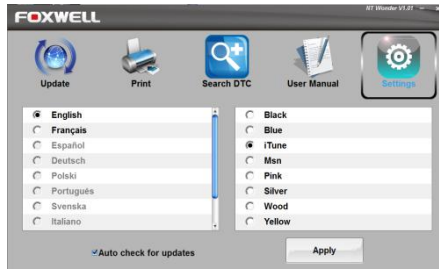 NT Wonder V1.01
FOXWELL
Update
Print
Search DTC
User Manual
Settings
English
Français
Español
Deutsch
Polski
Português
Svenska
Italiano
Black
Blue
iTune
Msn
Pink
Silver
Wood
Yellow
Auto check for updates
Apply